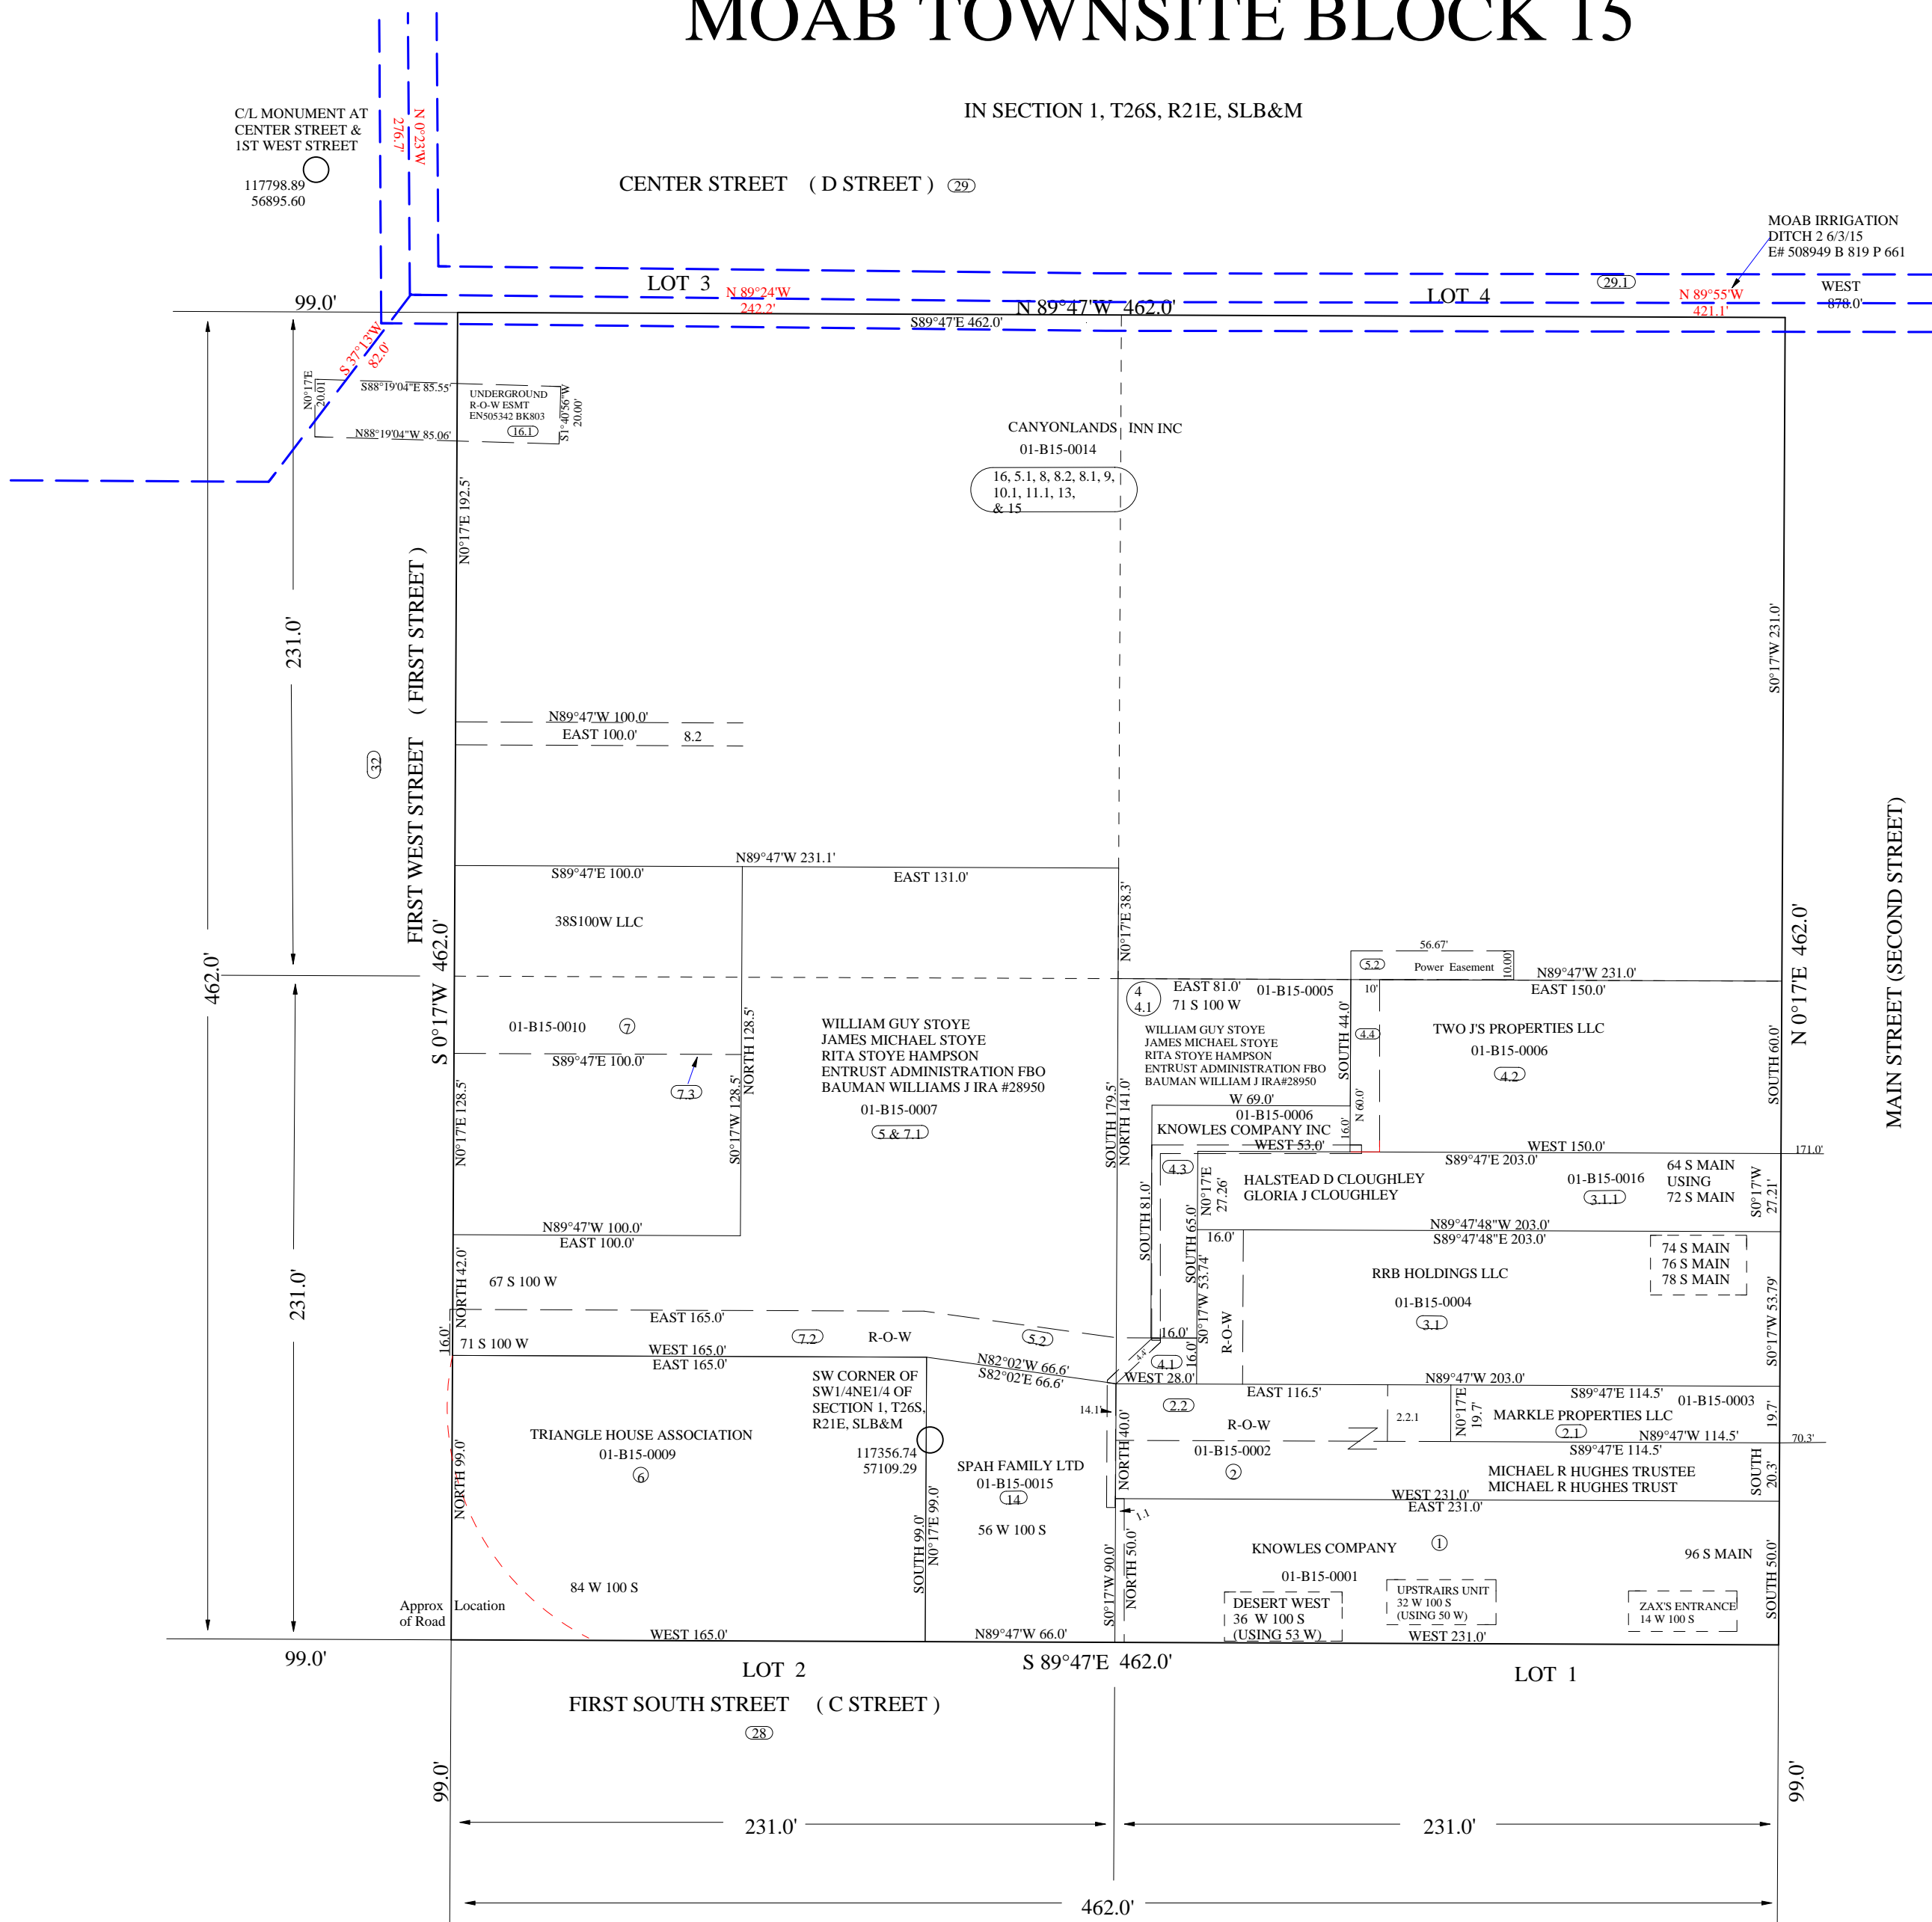 MOAB TOWNSITE BLOCK 15
IN SECTION 1, T26S, R21E, SLB&M
C/L MONUMENT AT
CENTER STREET &
1ST WEST STREET
117798.89
56895.60
N 0°23'W
276.7'
CENTER STREET ( D STREET )
29
MOAB IRRIGATION
DITCH 2 6/3/15
E# 508949 B 819 P 661
LOT 3
N 89°24'W
242.2'
N 89°47'W 462.0'
S89°47'E 462.0'
LOT 4
29.1
N 89°55'W
421.1'
WEST
878.0'
99.0'
S 37°13'W
82.0'
N0°17'E
20.01
S88°19'04"E 85.55'
N88°19'04"W 85.06'
UNDERGROUND
R-O-W ESMT
EN505342 BK803
16.1
S1°40'56"W
20.00'
CANYONLANDS INN INC
01-B15-0014
16, 5.1, 8, 8.2, 8.1, 9,
10.1, 11.1, 13,
& 15
N0°17'E 192.5'
231.0'
FIRST WEST STREET ( FIRST STREET )
32
S0°17'W 231.0'
N89°47'W 100.0'
EAST 100.0'
8.2
MAIN STREET (SECOND STREET)
N89°47'W 231.1'
S89°47'E 100.0'
EAST 131.0'
38S100W LLC
N0°17'E 38.3'
462.0'
S 0°17'W 462.0'
N 0°17'E 462.0'
56.67'
5.2
Power Easement
10.00'
N89°47'W 231.0'
EAST 150.0'
4
4.1
EAST 81.0'
01-B15-0005
71 S 100 W
10'
01-B15-0010
7
S89°47'E 100.0'
7.3
NORTH 128.5'
S0°17'W 128.5'
N0°17'E 128.5'
WILLIAM GUY STOYE
JAMES MICHAEL STOYE
RITA STOYE HAMPSON
ENTRUST ADMINISTRATION FBO
BAUMAN WILLIAMS J IRA #28950
01-B15-0007
5 & 7.1
SOUTH 179.5'
NORTH 141.0'
WILLIAM GUY STOYE
JAMES MICHAEL STOYE
RITA STOYE HAMPSON
ENTRUST ADMINISTRATION FBO
BAUMAN WILLIAM J IRA#28950
SOUTH 44.0'
4.4
N 60.0'
TWO J'S PROPERTIES LLC
01-B15-0006
4.2
SOUTH 60.0'
W 69.0'
01-B15-0006
KNOWLES COMPANY INC
WEST 53.0'
16.0'
WEST 150.0'
S89°47'E 203.0'
171.0'
4.3
N0°17'E
27.26'
HALSTEAD D CLOUGHLEY
GLORIA J CLOUGHLEY
01-B15-0016
3.1.1
64 S MAIN
USING
72 S MAIN
S0°17'W
27.21'
SOUTH 81.0'
SOUTH 65.0'
N89°47'W 100.0'
EAST 100.0'
N89°47'48"W 203.0'
S89°47'48"E 203.0'
16.0'
74 S MAIN
76 S MAIN
78 S MAIN
RRB HOLDINGS LLC
01-B15-0004
3.1
S0°17'W 53.74'
R-O-W
S0°17'W 53.79'
231.0'
NORTH 42.0'
67 S 100 W
EAST 165.0'
16.0'
71 S 100 W
7.2
R-O-W
5.2
WEST 165.0'
EAST 165.0'
N82°02'W 66.6'
S82°02'E 66.6'
16.0'
16.0'
4.4
4.1
WEST 28.0'
N89°47'W 203.0'
EAST 116.5'
S89°47'E 114.5'
01-B15-0003
SW CORNER OF
SW1/4NE1/4 OF
SECTION 1, T26S,
R21E, SLB&M
117356.74
57109.29
14.1
2.2
R-O-W
2.2.1
N0°17'E
19.7'
MARKLE PROPERTIES LLC
2.1
19.7'
N89°47'W 114.5'
S89°47'E 114.5'
70.3'
TRIANGLE HOUSE ASSOCIATION
01-B15-0009
6
NORTH 99.0'
SPAH FAMILY LTD
01-B15-0015
14
NORTH 40.0'
01-B15-0002
2
MICHAEL R HUGHES TRUSTEE
MICHAEL R HUGHES TRUST
SOUTH
20.3'
WEST 231.0'
EAST 231.0'
1.1
SOUTH 99.0'
N0°17'E 99.0'
56 W 100 S
S0°17'W 90.0'
NORTH 50.0'
KNOWLES COMPANY
1
01-B15-0001
96 S MAIN
SOUTH 50.0'
84 W 100 S
Approx Location
of Road
DESERT WEST
36 W 100 S
(USING 53 W)
UPSTAIRS UNIT
32 W 100 S
(USING 50 W)
ZAX'S ENTRANCE
14 W 100 S
WEST 165.0'
N89°47'W 66.0'
WEST 231.0'
99.0'
S 89°47'E 462.0'
LOT 2
LOT 1
FIRST SOUTH STREET ( C STREET )
28
99.0'
99.0'
231.0'
231.0'
462.0'